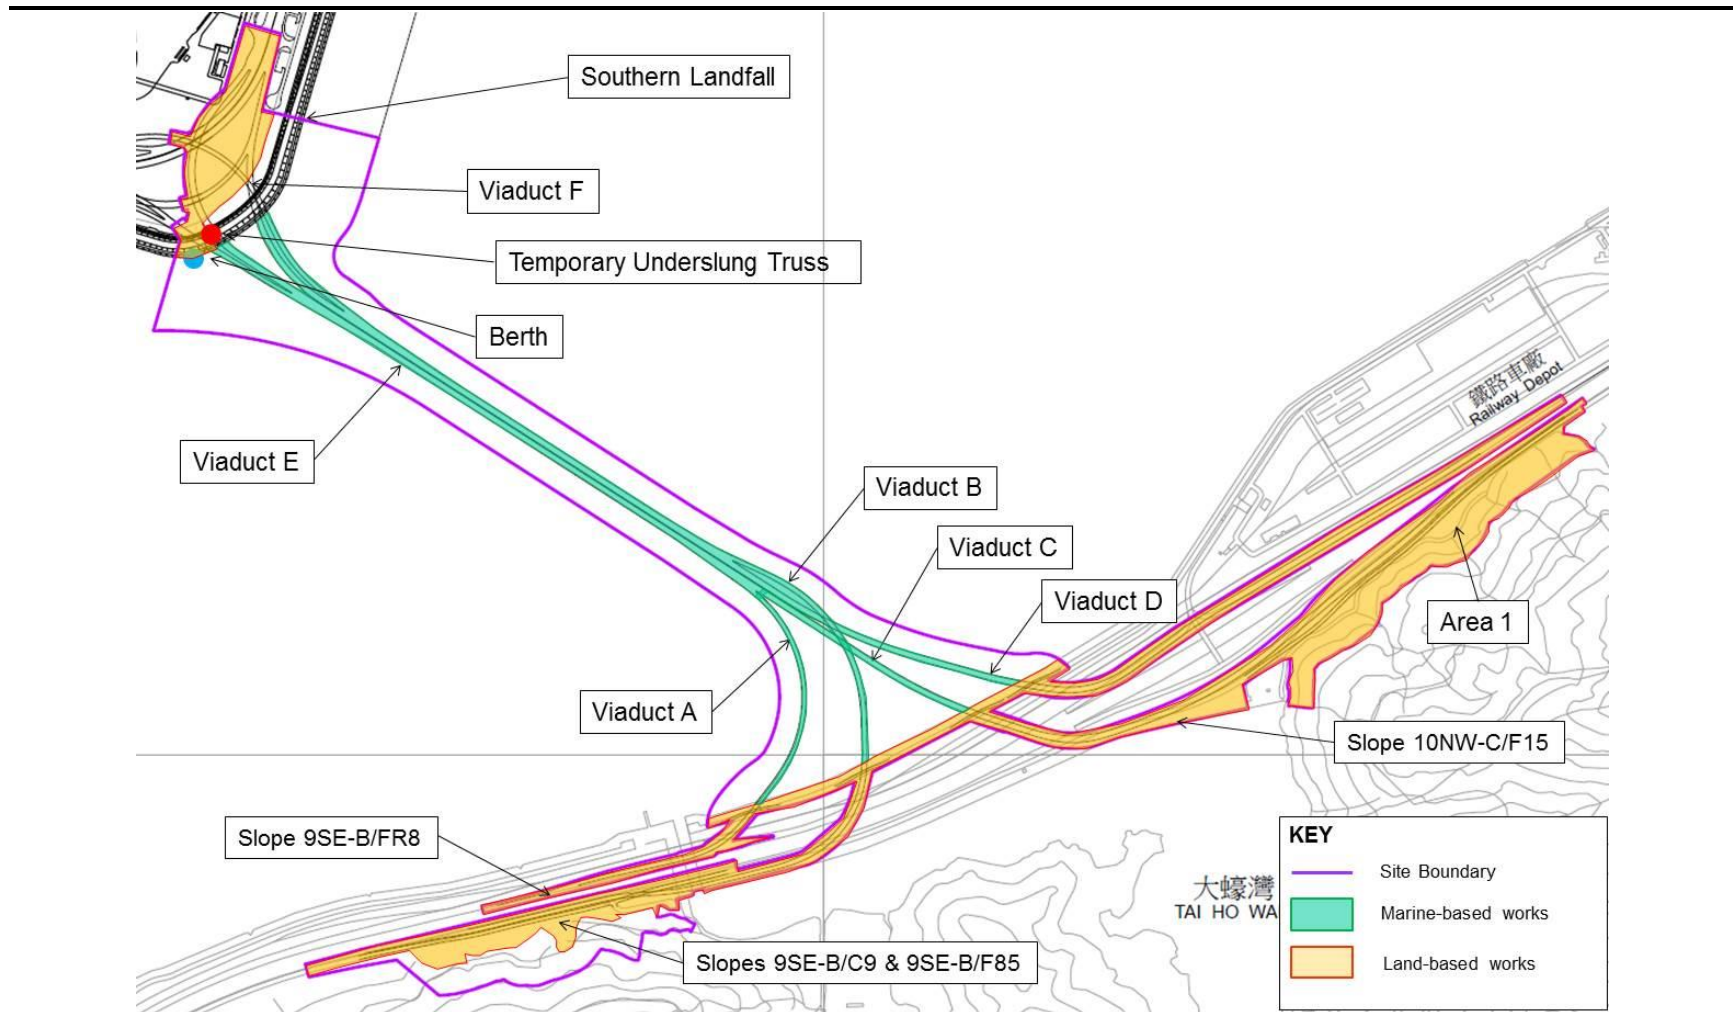 Southern Landfall
Viaduct F
Temporary Underslung Truss
Berth
鐵路車廠
Railway Depot
Viaduct E
Viaduct B
Viaduct C
Viaduct D
Area 1
Viaduct A
Slope 10NW-C/F15
Slope 9SE-B/FR8
KEY
Site Boundary
大蠔灣
TAI HO WA
Marine-based works
Slopes 9SE-B/C9 & 9SE-B/F85
Land-based works